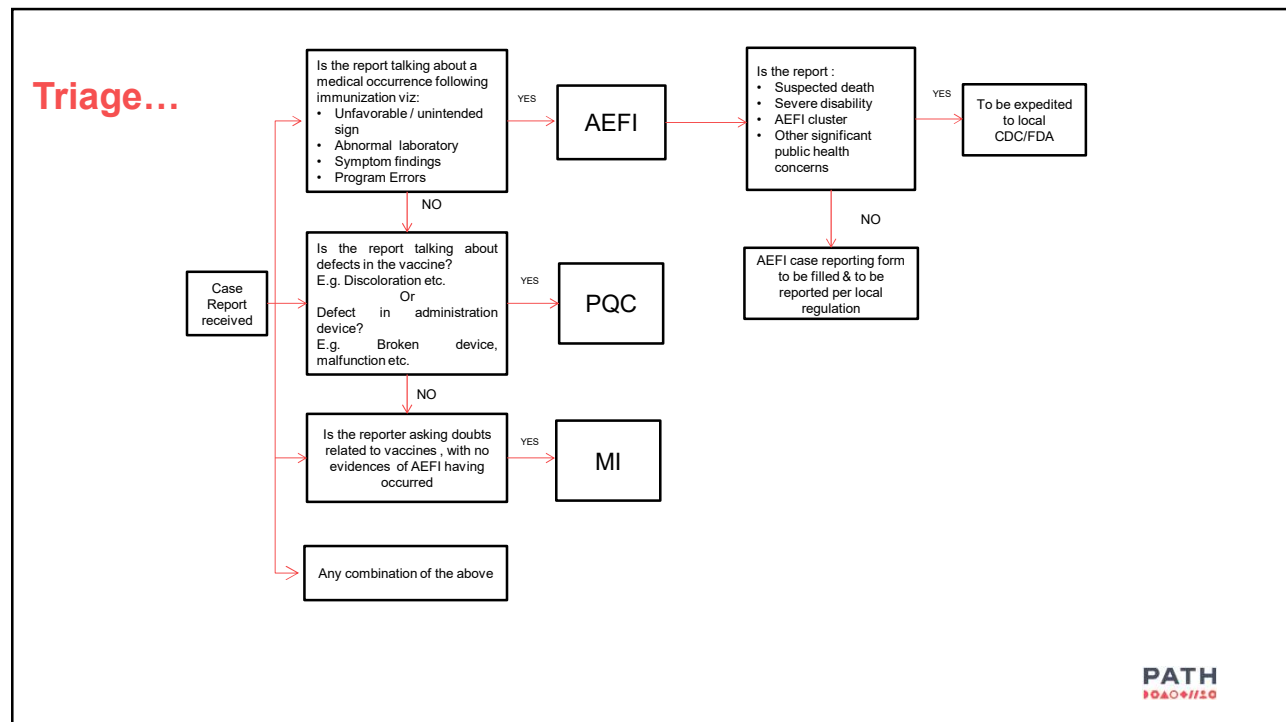 Triage…
Is the report talking about a
medical occurrence following
immunization viz:
• Unfavorable / unintended
sign
• Abnormal laboratory
• Symptom findings
• Program Errors
YES
AEFI
Is the report :
• Suspected death
• Severe disability
• AEFI cluster
• Other significant
public health
concerns
YES
To be expedited
to local
CDC/FDA
NO
NO
Is the report talking about
defects in the vaccine?
E.g. Discoloration etc.
Or
Defect in administration
device?
E.g. Broken device,
malfunction etc.
YES
PQC
AEFI case reporting form
to be filled & to be
reported per local
regulation
Case
Report
received
NO
Is the reporter asking doubts
related to vaccines , with no
evidences of AEFI having
occurred
YES
MI
Any combination of the above
PATH